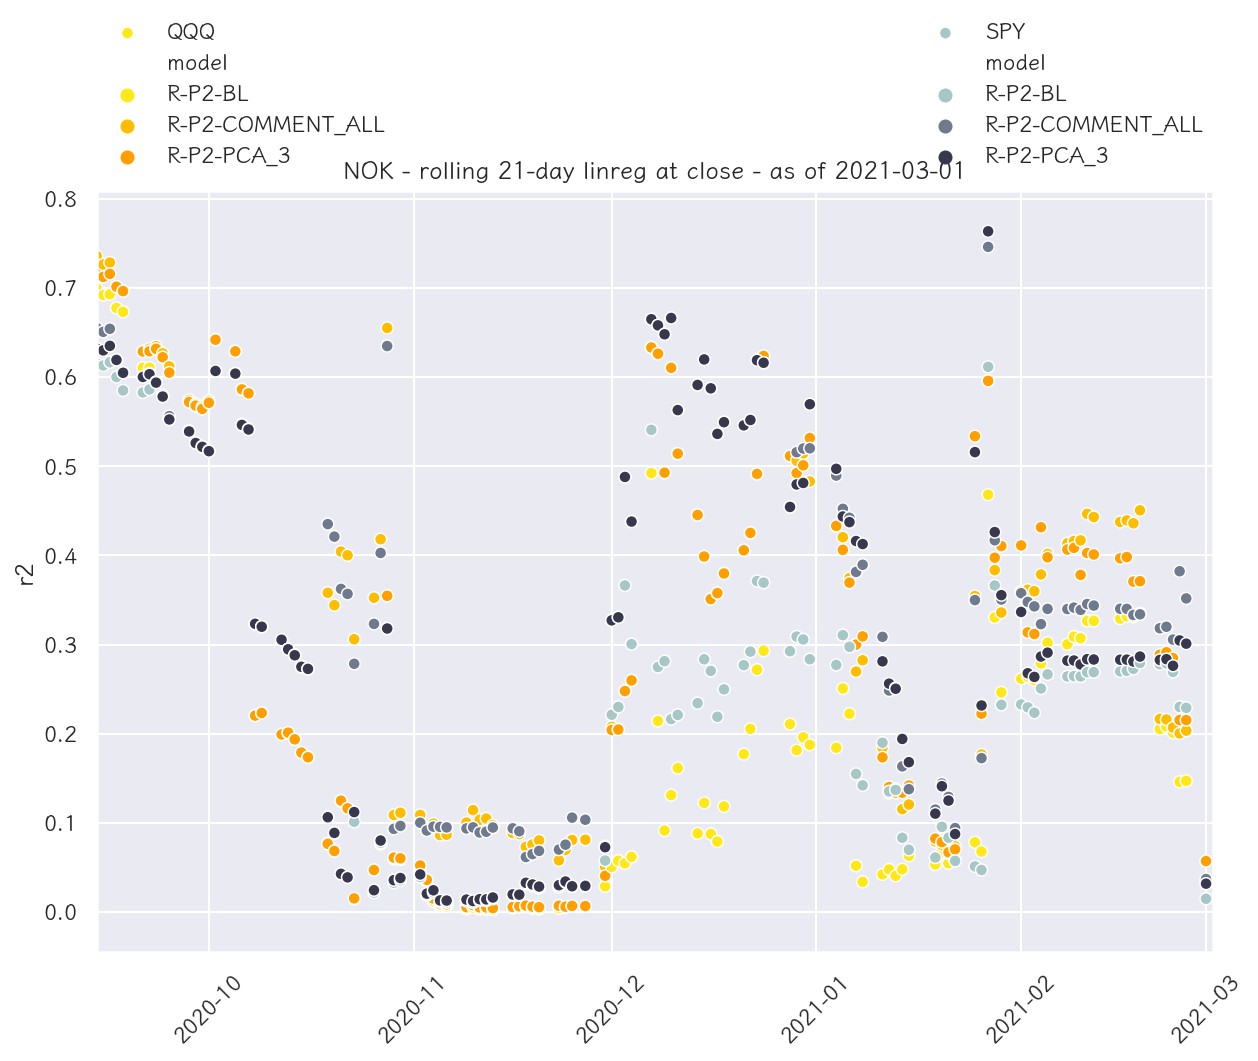 QQQ
model
R-P2-BL
R-P2-COMMENT_ALL
R-P2-PCA_3
SPY
model
R-P2-BL
R-P2-COMMENT_ALL
R-P2-PCA_3
NOK - rolling 21-day linreg at close - as of 2021-03-01
0.8
0.7
0.6
0.5
0.4
0.3
0.2
0.1
0.0
r2
2020-10
2020-11
2020-12
2021-01
2021-02
2021-03